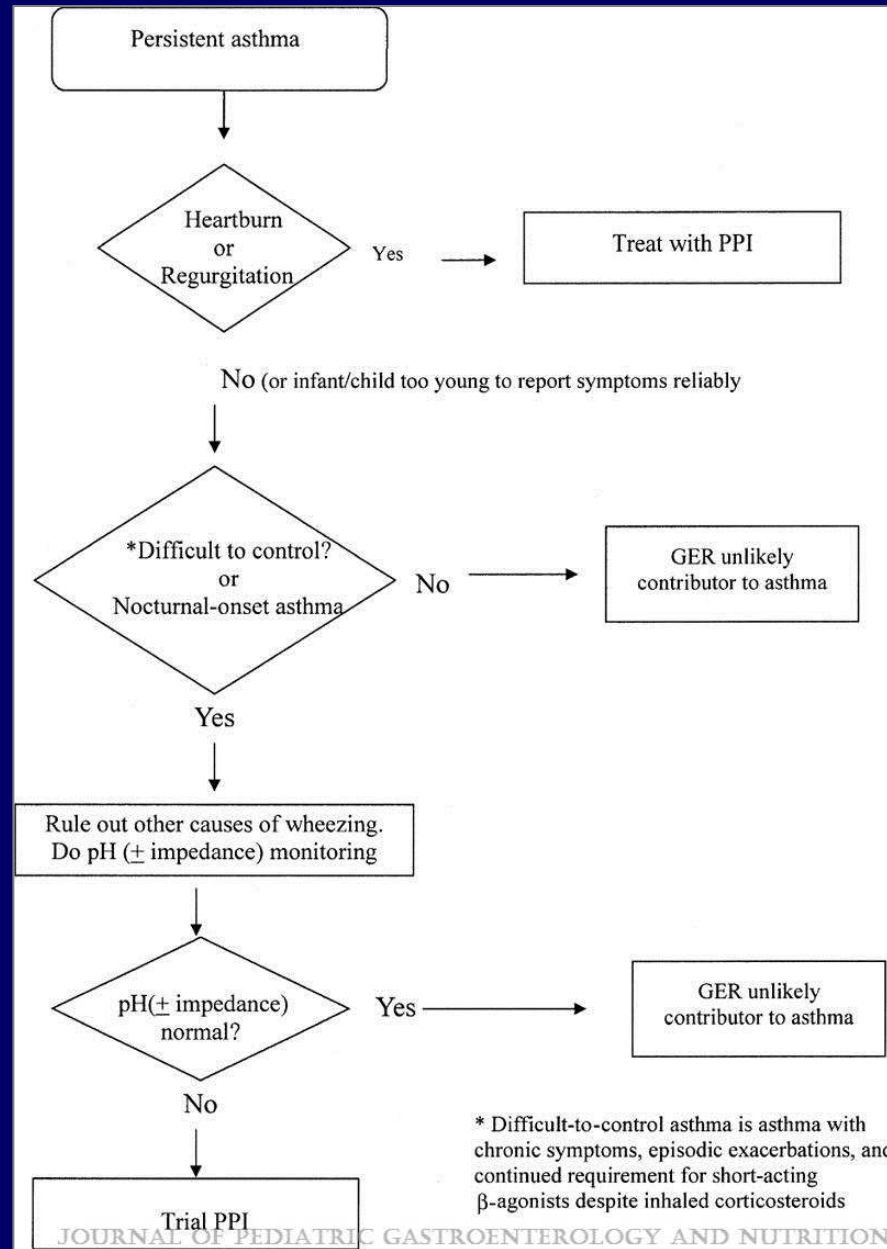 Persistent asthma
Heartburn
or
Regurgitation
Yes
Treat with PPI
No (or infant/child too young to report symptoms reliably
*Difficult to control?
or
Nocturnal-onset asthma
No
GER unlikely
contributor to asthma
Yes
Rule out other causes of wheezing.
Do pH (± impedance) monitoring
pH(± impedance)
normal?
Yes
GER unlikely
contributor to asthma
No
Trial PPI
* Difficult-to-control asthma is asthma with
chronic symptoms, episodic exacerbations, and
continued requirement for short-acting
β-agonists despite inhaled corticosteroids
JOURNAL OF PEDIATRIC GASTROENTEROLOGY AND NUTRITION